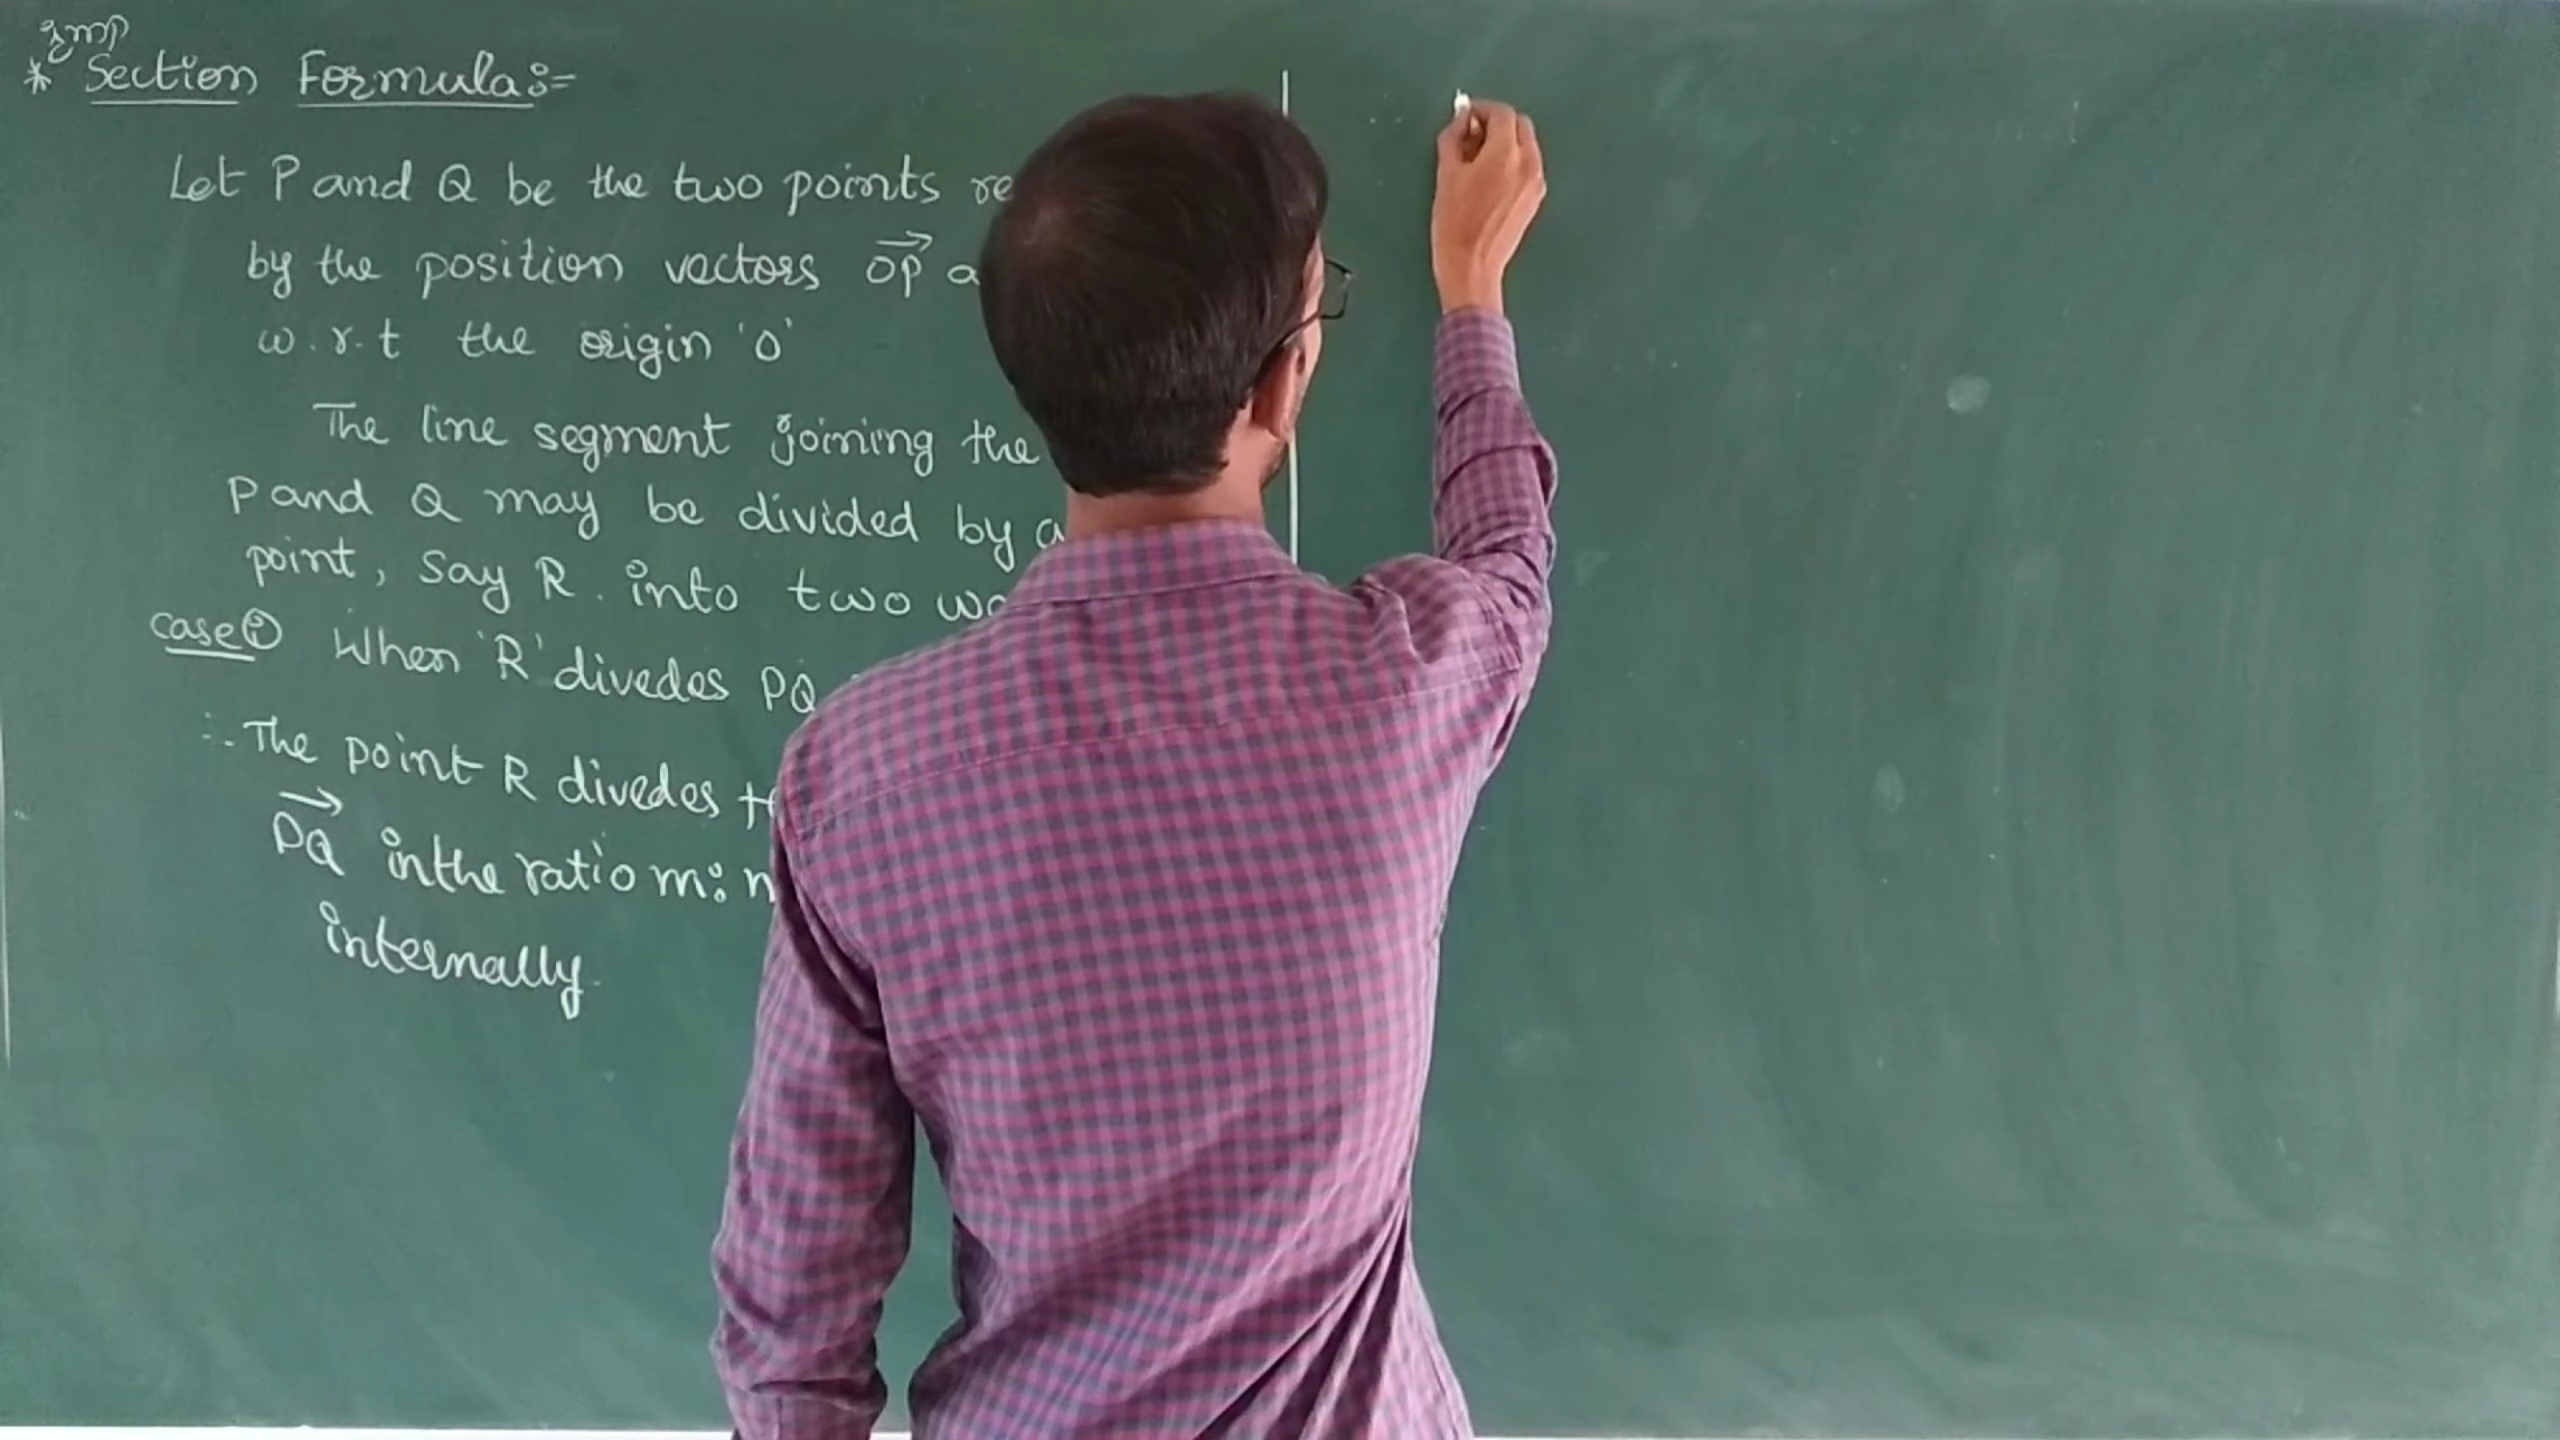 Imp
* Section Formula:-
Let P and Q be the two points re
by the position vectors OP a
w.r.t the origin 'O'
The line segment joining the
P and Q may be divided by a
point, Say R. into two wa
case (i) When 'R' divedes PQ
∴ The point R divedes t
PQ in the ratio m: n
internally.